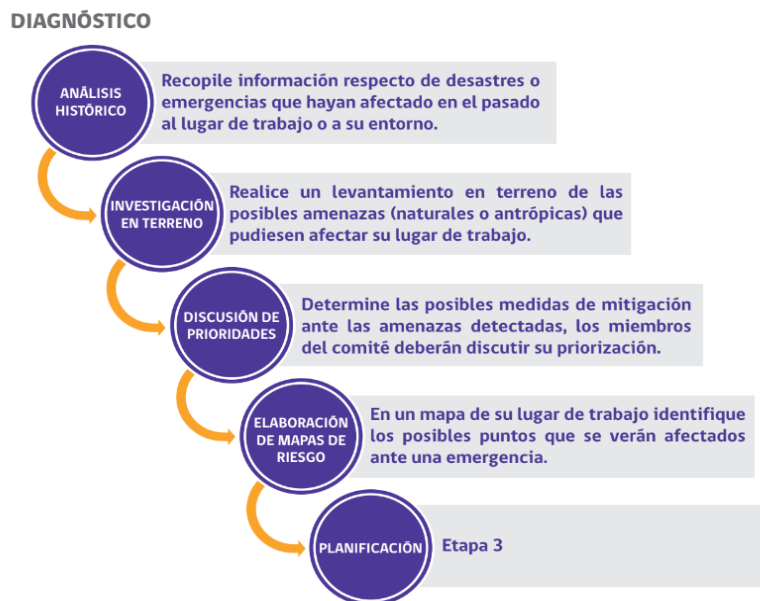 DIAGNÓSTICO
ANÁLISIS
HISTÓRICO
Recopile información respecto de desastres o
emergencias que hayan afectado en el pasado
al lugar de trabajo o a su entorno.
INVESTIGACIÓN
EN TERRENO
Realice un levantamiento en terreno de las
posibles amenazas (naturales o antrópicas) que
pudiesen afectar su lugar de trabajo.
DISCUSIÓN DE
PRIORIDADES
Determine las posibles medidas de mitigación
ante las amenazas detectadas, los miembros
del comité deberán discutir su priorización.
ELABORACIÓN
DE MAPAS DE
RIESGO
En un mapa de su lugar de trabajo identifique
los posibles puntos que se verán afectados
ante una emergencia.
PLANIFICACIÓN
Etapa 3